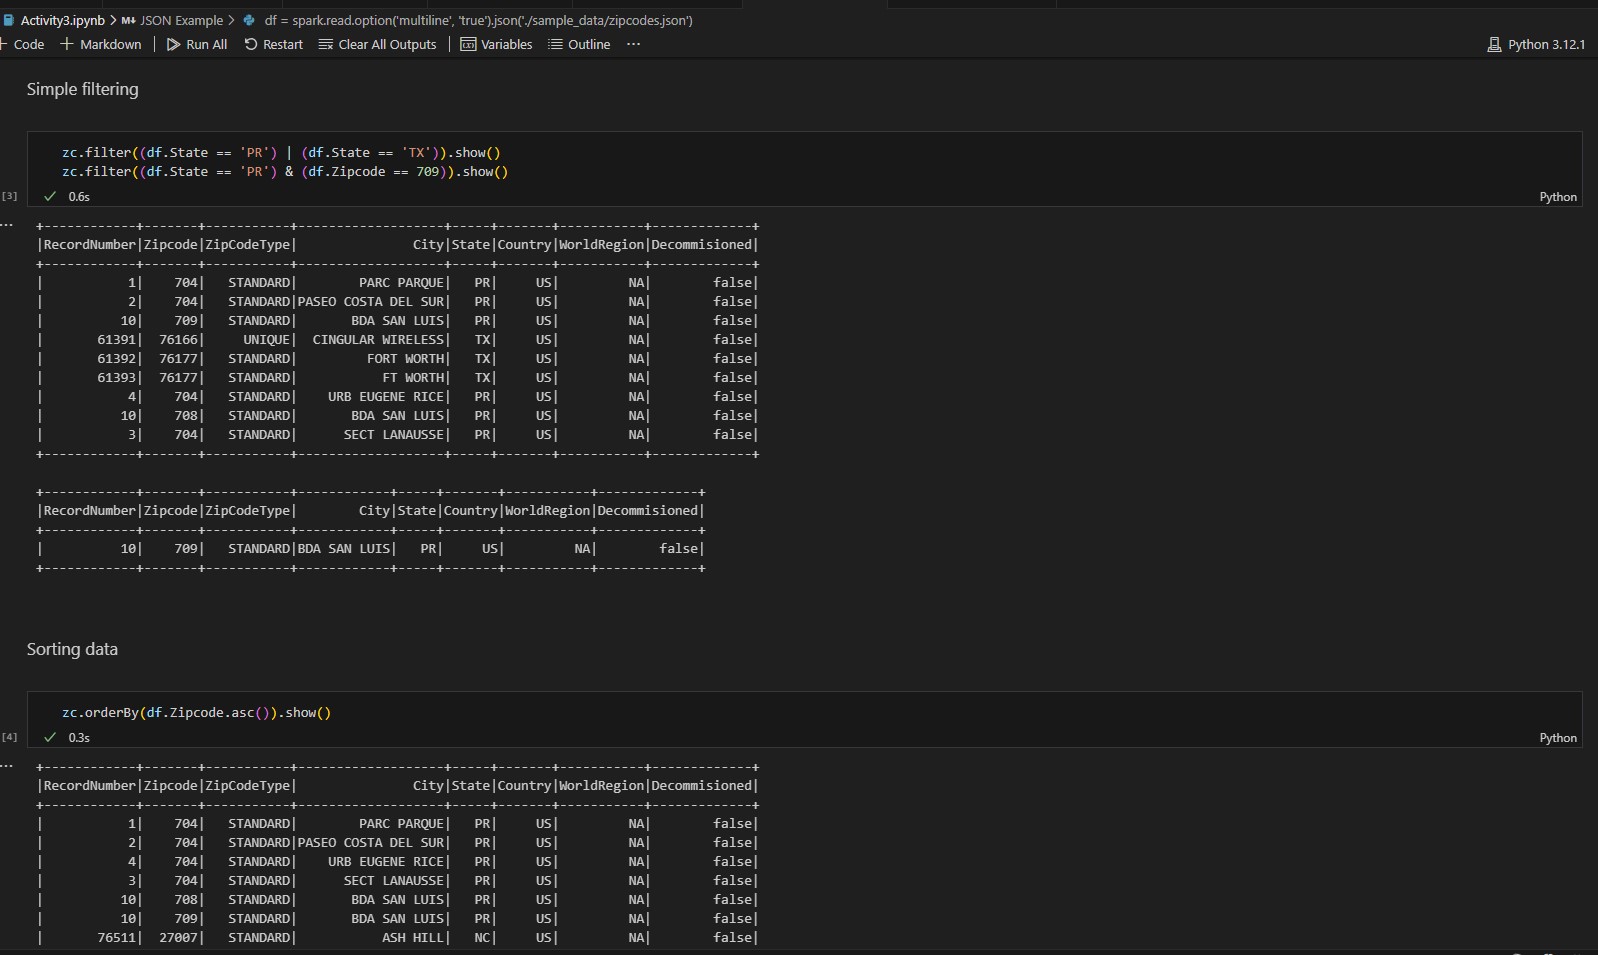 Activity3.ipynb > M↓ JSON Example > df = spark.read.option('multiline', 'true').json('./sample_data/zipcodes.json')
+ Code + Markdown | Run All Restart Clear All Outputs | Variables Outline ··· Python 3.12.1
Simple filtering
zc.filter((df.State == 'PR') | (df.State == 'TX')).show()
zc.filter((df.State == 'PR') & (df.Zipcode == 709)).show()
[3] ✓ 0.6s Python
+------------+-------+-----------+-------------------+-----+-------+-----------+-------------+
|RecordNumber|Zipcode|ZipCodeType|               City|State|Country|WorldRegion|Decommisioned|
+------------+-------+-----------+-------------------+-----+-------+-----------+-------------+
|           1|    704|   STANDARD|        PARC PARQUE|   PR|     US|         NA|        false|
|           2|    704|   STANDARD|PASEO COSTA DEL SUR|   PR|     US|         NA|        false|
|          10|    709|   STANDARD|       BDA SAN LUIS|   PR|     US|         NA|        false|
|       61391|  76166|     UNIQUE|  CINGULAR WIRELESS|   TX|     US|         NA|        false|
|       61392|  76177|   STANDARD|         FORT WORTH|   TX|     US|         NA|        false|
|       61393|  76177|   STANDARD|           FT WORTH|   TX|     US|         NA|        false|
|           4|    704|   STANDARD|    URB EUGENE RICE|   PR|     US|         NA|        false|
|          10|    708|   STANDARD|       BDA SAN LUIS|   PR|     US|         NA|        false|
|           3|    704|   STANDARD|      SECT LANAUSSE|   PR|     US|         NA|        false|
+------------+-------+-----------+-------------------+-----+-------+-----------+-------------+
+------------+-------+-----------+------------+-----+-------+-----------+-------------+
|RecordNumber|Zipcode|ZipCodeType|        City|State|Country|WorldRegion|Decommisioned|
+------------+-------+-----------+------------+-----+-------+-----------+-------------+
|          10|    709|   STANDARD|BDA SAN LUIS|   PR|     US|         NA|        false|
+------------+-------+-----------+------------+-----+-------+-----------+-------------+
Sorting data
zc.orderBy(df.Zipcode.asc()).show()
[4] ✓ 0.3s Python
+------------+-------+-----------+-------------------+-----+-------+-----------+-------------+
|RecordNumber|Zipcode|ZipCodeType|               City|State|Country|WorldRegion|Decommisioned|
+------------+-------+-----------+-------------------+-----+-------+-----------+-------------+
|           1|    704|   STANDARD|        PARC PARQUE|   PR|     US|         NA|        false|
|           2|    704|   STANDARD|PASEO COSTA DEL SUR|   PR|     US|         NA|        false|
|           4|    704|   STANDARD|    URB EUGENE RICE|   PR|     US|         NA|        false|
|           3|    704|   STANDARD|      SECT LANAUSSE|   PR|     US|         NA|        false|
|          10|    708|   STANDARD|       BDA SAN LUIS|   PR|     US|         NA|        false|
|          10|    709|   STANDARD|       BDA SAN LUIS|   PR|     US|         NA|        false|
|       76511|  27007|   STANDARD|           ASH HILL|   NC|     US|         NA|        false|